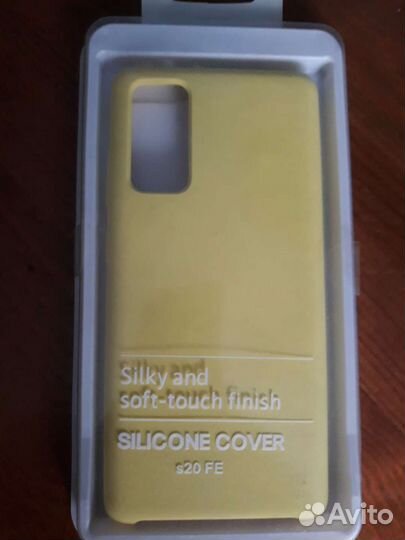 Silky and
soft-touch finish
SILICONE COVER
s20 FE
Avito